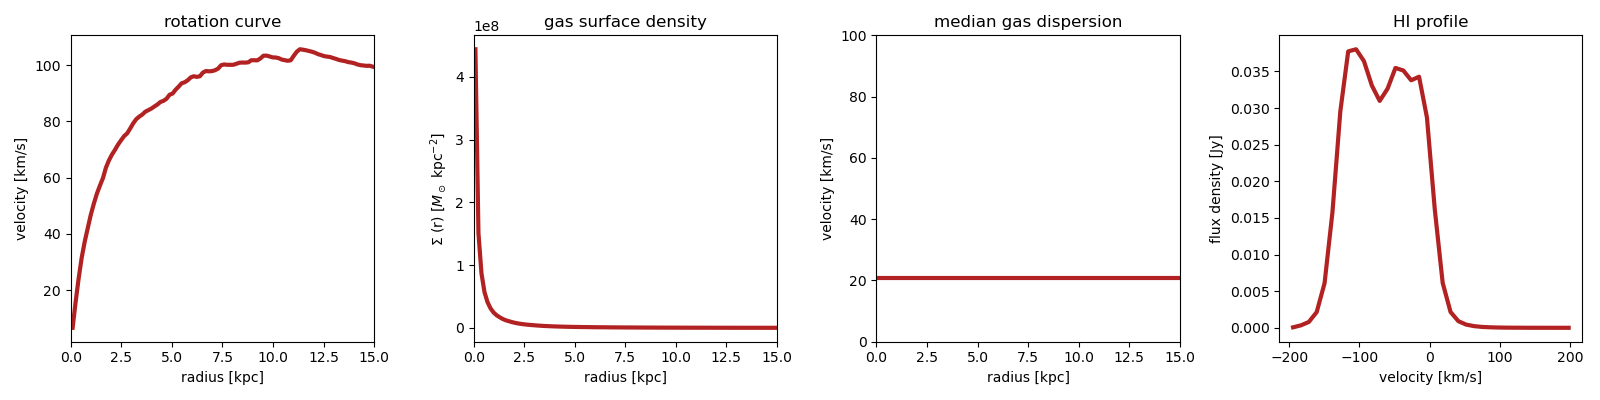 rotation curve
velocity [km/s]
100
80
60
40
20
0.0 2.5 5.0 7.5 10.0 12.5 15.0
radius [kpc]
gas surface density
1e8
Σ (r) [M⊙ kpc⁻²]
4
3
2
1
0
0.0 2.5 5.0 7.5 10.0 12.5 15.0
radius [kpc]
median gas dispersion
velocity [km/s]
100
80
60
40
20
0
0.0 2.5 5.0 7.5 10.0 12.5 15.0
radius [kpc]
HI profile
flux density [Jy]
0.035
0.030
0.025
0.020
0.015
0.010
0.005
0.000
−200 −100 0 100 200
velocity [km/s]